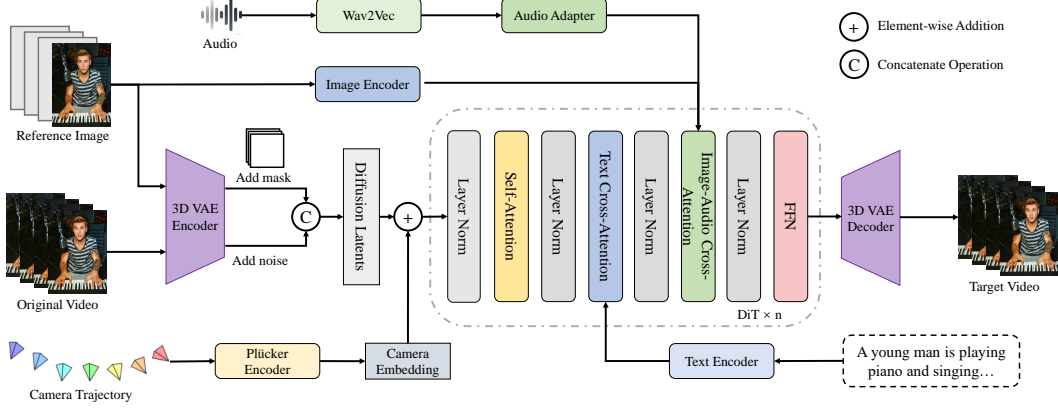 Audio
Wav2Vec
Audio Adapter
+
Element-wise Addition
C
Concatenate Operation
Image Encoder
Reference Image
Add mask
3D VAE
Encoder
C
Add noise
Diffusion Latents
+
Layer Norm
Self-Attention
Layer Norm
Text Cross-Attention
Layer Norm
Image-Audio Cross-
Attention
Layer Norm
FFN
DiT × n
3D VAE
Decoder
Target Video
Original Video
Camera Trajectory
Plücker
Encoder
Camera
Embedding
Text Encoder
A young man is playing
piano and singing…